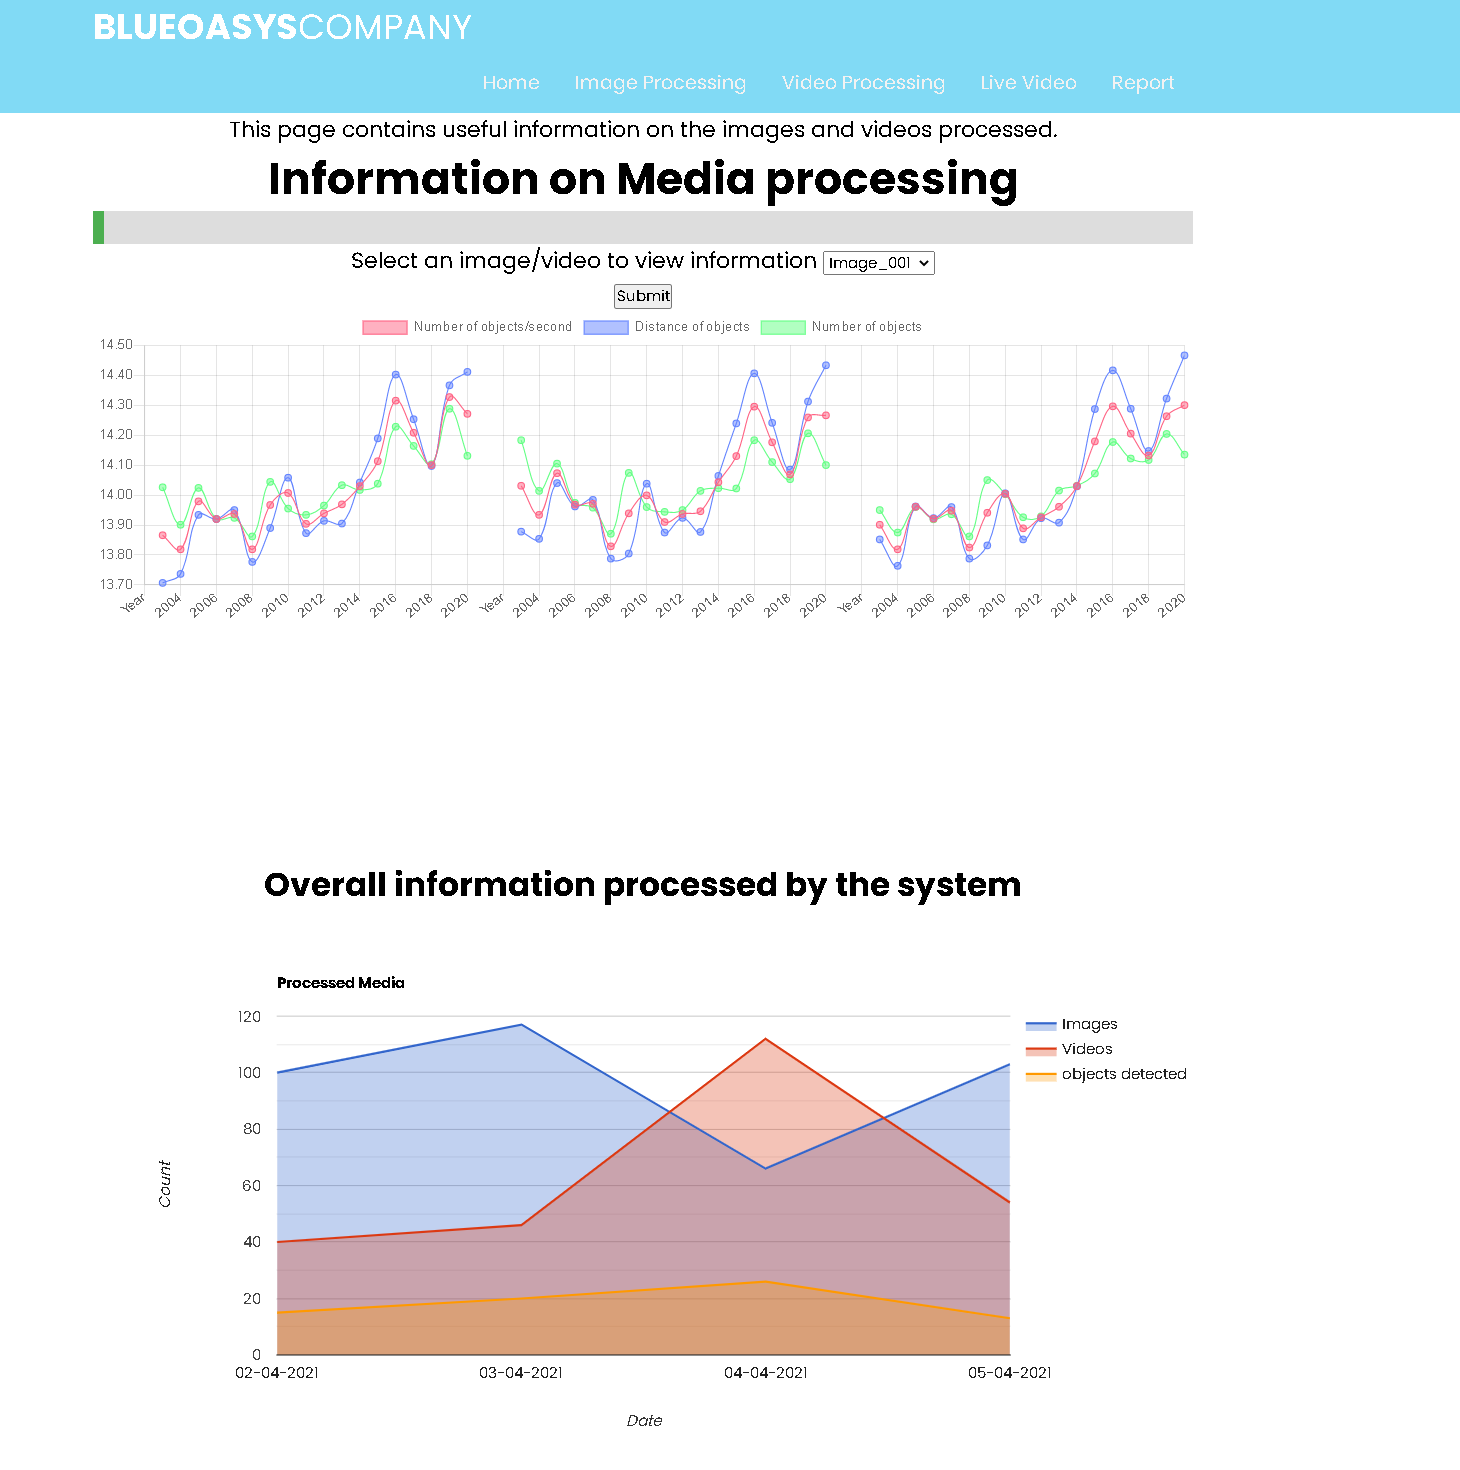 BLUEOASYSCOMPANY
Home Image Processing Video Processing Live Video Report
This page contains useful information on the images and videos processed.
Information on Media processing
Select an image/video to view information Image_001
Submit
Number of objects/second Distance of objects Number of objects
14.50
14.40
14.30
14.20
14.10
14.00
13.90
13.80
13.70
Year 2004 2006 2008 2010 2012 2014 2016 2018 2020 Year 2004 2006 2008 2010 2012 2014 2016 2018 2020 Year 2004 2006 2008 2010 2012 2014 2016 2018 2020
Overall information processed by the system
Processed Media
120
100
80
60
40
20
0
Count
Images
Videos
objects detected
02-04-2021 03-04-2021 04-04-2021 05-04-2021
Date